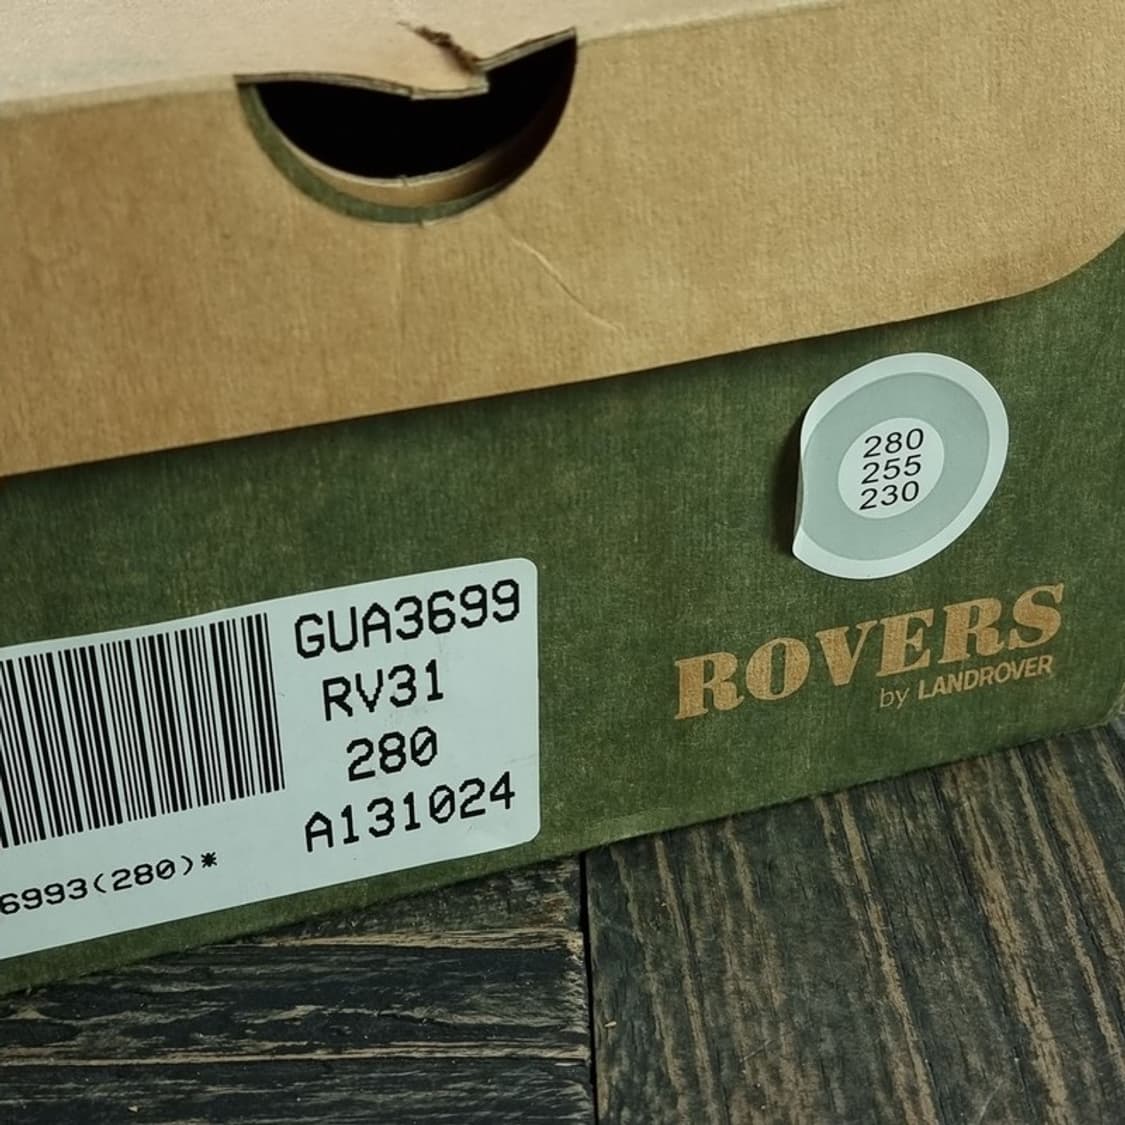 280
255
230
GUA3699
RV31
280
A131024
6993(280)*
ROVERS
by LANDROVER